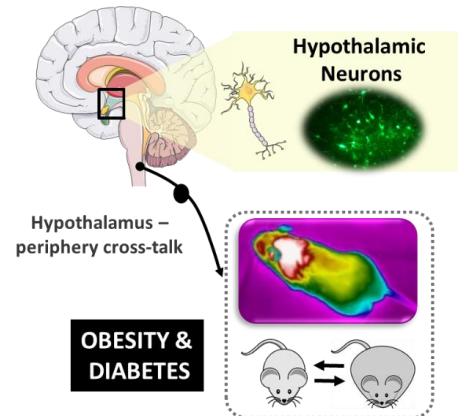 Hypothalamic
Neurons
Hypothalamus –
periphery cross-talk
OBESITY &
DIABETES